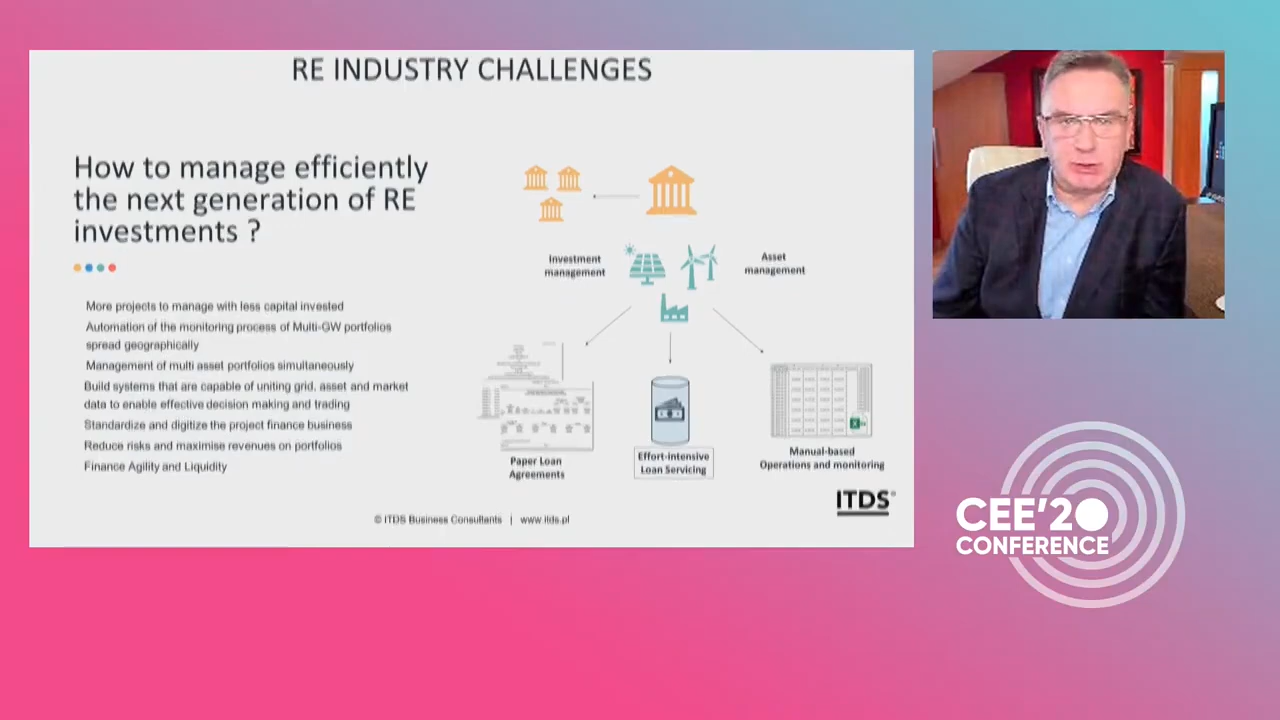 RE INDUSTRY CHALLENGES
How to manage efficiently
the next generation of RE
investments ?
More projects to manage with less capital invested
Automation of the monitoring process of Multi-GW portfolios
spread geographically
Management of multi asset portfolios simultaneously
Build systems that are capable of uniting grid, asset and market
data to enable effective decision making and trading
Standardize and digitize the project finance business
Reduce risks and maximise revenues on portfolios
Finance Agility and Liquidity
Investment
management
Asset
management
Paper Loan
Agreements
Effort-intensive
Loan Servicing
Manual-based
Operations and monitoring
ITDS®
© ITDS Business Consultants | www.itds.pl
CEE'20
CONFERENCE